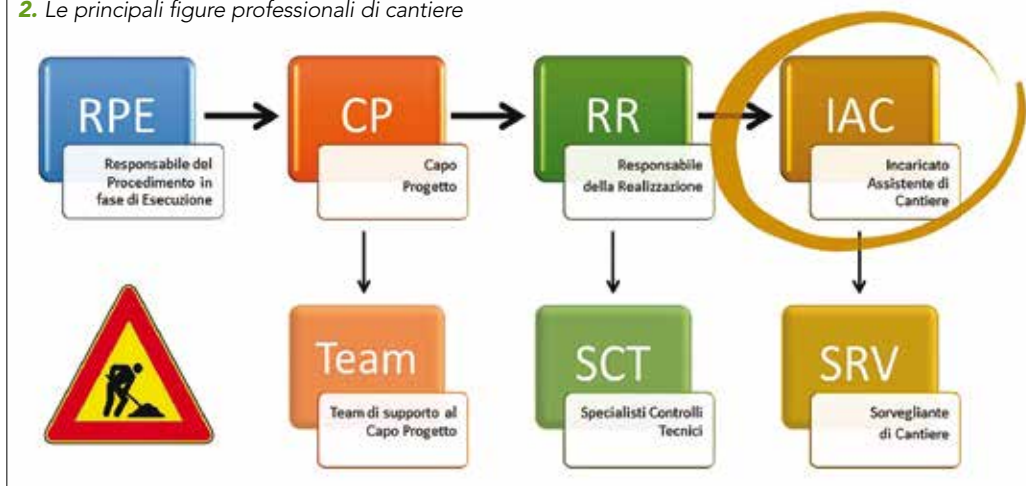 2. Le principali figure professionali di cantiere
RPE
Responsabile del
Procedimento in
fase di Esecuzione
CP
Capo
Progetto
RR
Responsabile
della Realizzazione
IAC
Incaricato
Assistente di
Cantiere
Team
Team di supporto al
Capo Progetto
SCT
Specialisti Controlli
Tecnici
SRV
Sorvegliante
di Cantiere